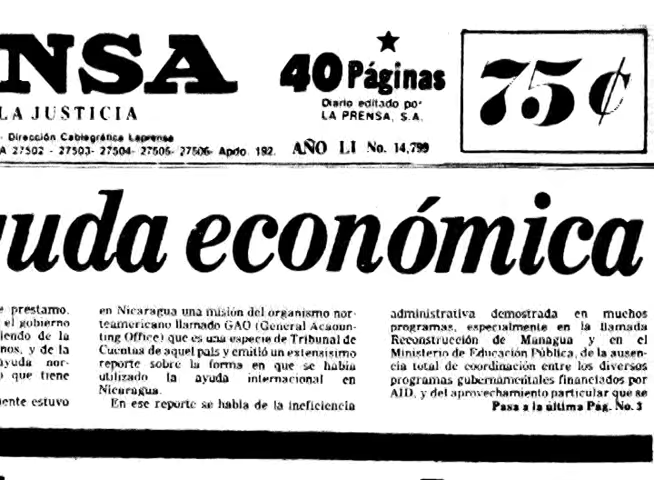 NSA
LA JUSTICIA
Dirección Cablegráfica Laprensa
A 27502 - 27503- 27504- 27505- 27506- Apdo. 192.
40 Páginas
Diario editado por
LA PRENSA, S.A.
AÑO LI No. 14,799
75¢
yuda económica
e prestamo.
el gobierno
iendo de la
nos, y de la
ayuda nor-
) que tiene
ente estuvo
en Nicaragua una misión del organismo nor-
teamericano llamado GAO (General Acaoun-
ting Office) que es una especie de Tribunal de
Cuentas de aquel país y emitió un extensísimo
reporte sobre la forma en que se había
utilizado la ayuda internacional en
Nicaragua.
En ese reporte se habla de la ineficiencia
administrativa demostrada en muchos
programas, especialmente en la llamada
Reconstrucción de Managua y en el
Ministerio de Educación Pública, de la ausen-
cia total de coordinación entre los diversos
programas gubernamentales financiados por
AID, y del aprovechamiento particular que se
Pasa a la última Pág. No. 3